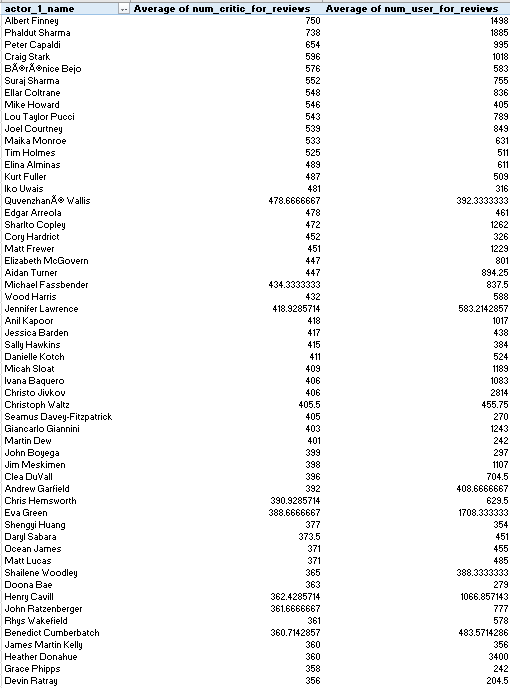 actor_1_name Average of num_critic_for_reviews Average of num_user_for_reviews
Albert Finney 750 1498
Phaldut Sharma 738 1885
Peter Capaldi 654 995
Craig Stark 596 1018
BÃ©rÃ©nice Bejo 576 583
Suraj Sharma 552 755
Ellar Coltrane 548 836
Mike Howard 546 405
Lou Taylor Pucci 543 789
Joel Courtney 539 849
Maika Monroe 533 631
Tim Holmes 525 511
Elina Alminas 489 611
Kurt Fuller 487 509
Iko Uwais 481 316
QuvenzhanÃ© Wallis 478.6666667 392.3333333
Edgar Arreola 478 461
Sharlto Copley 472 1262
Cory Hardrict 452 326
Matt Frewer 451 1229
Elizabeth McGovern 447 801
Aidan Turner 447 894.25
Michael Fassbender 434.3333333 837.5
Wood Harris 432 588
Jennifer Lawrence 418.9285714 583.2142857
Anil Kapoor 418 1017
Jessica Barden 417 438
Sally Hawkins 415 384
Danielle Kotch 411 524
Micah Sloat 409 1189
Ivana Baquero 406 1083
Christo Jivkov 406 2814
Christoph Waltz 405.5 455.75
Seamus Davey-Fitzpatrick 405 270
Giancarlo Giannini 403 1243
Martin Dew 401 242
John Boyega 399 297
Jim Meskimen 398 1107
Clea DuVall 396 704.5
Andrew Garfield 392 408.6666667
Chris Hemsworth 390.9285714 629.5
Eva Green 388.6666667 1708.333333
Shengyi Huang 377 354
Daryl Sabara 373.5 451
Ocean James 371 455
Matt Lucas 371 485
Shailene Woodley 365 388.3333333
Doona Bae 363 279
Henry Cavill 362.4285714 1066.857143
John Ratzenberger 361.6666667 777
Rhys Wakefield 361 578
Benedict Cumberbatch 360.7142857 483.5714286
James Martin Kelly 360 356
Heather Donahue 360 3400
Grace Phipps 358 242
Devin Ratray 356 204.5